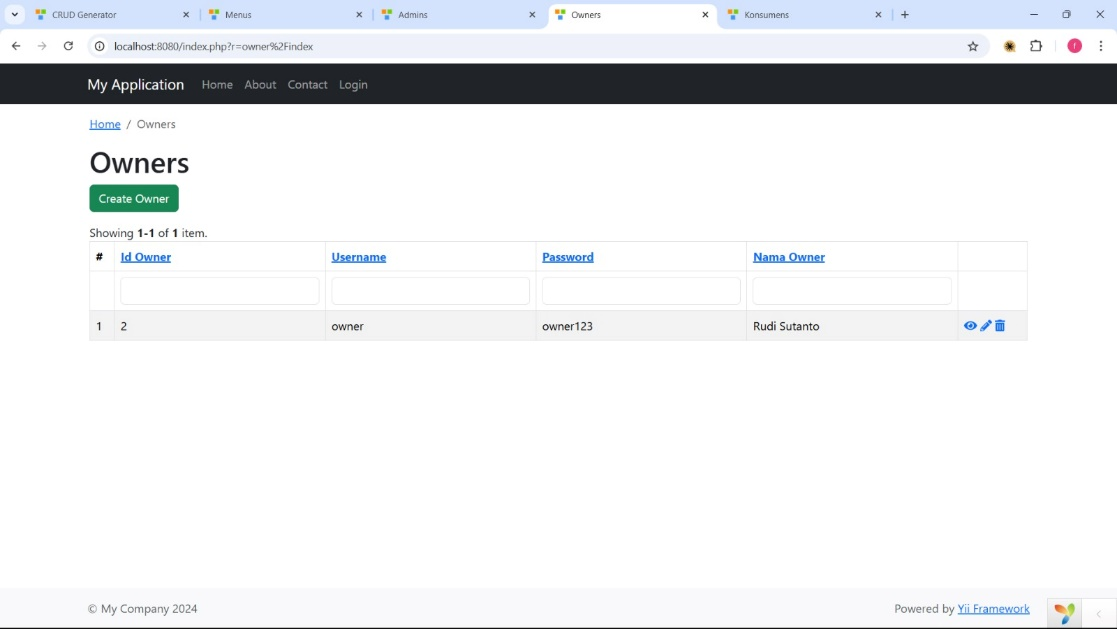 CRUD Generator Menus Admins Owners Konsumens
localhost:8080/index.php?r=owner%2Findex
My Application Home About Contact Login
Home / Owners
Owners
Create Owner
Showing 1-1 of 1 item.
# Id Owner Username Password Nama Owner
1 2 owner owner123 Rudi Sutanto
© My Company 2024 Powered by Yii Framework